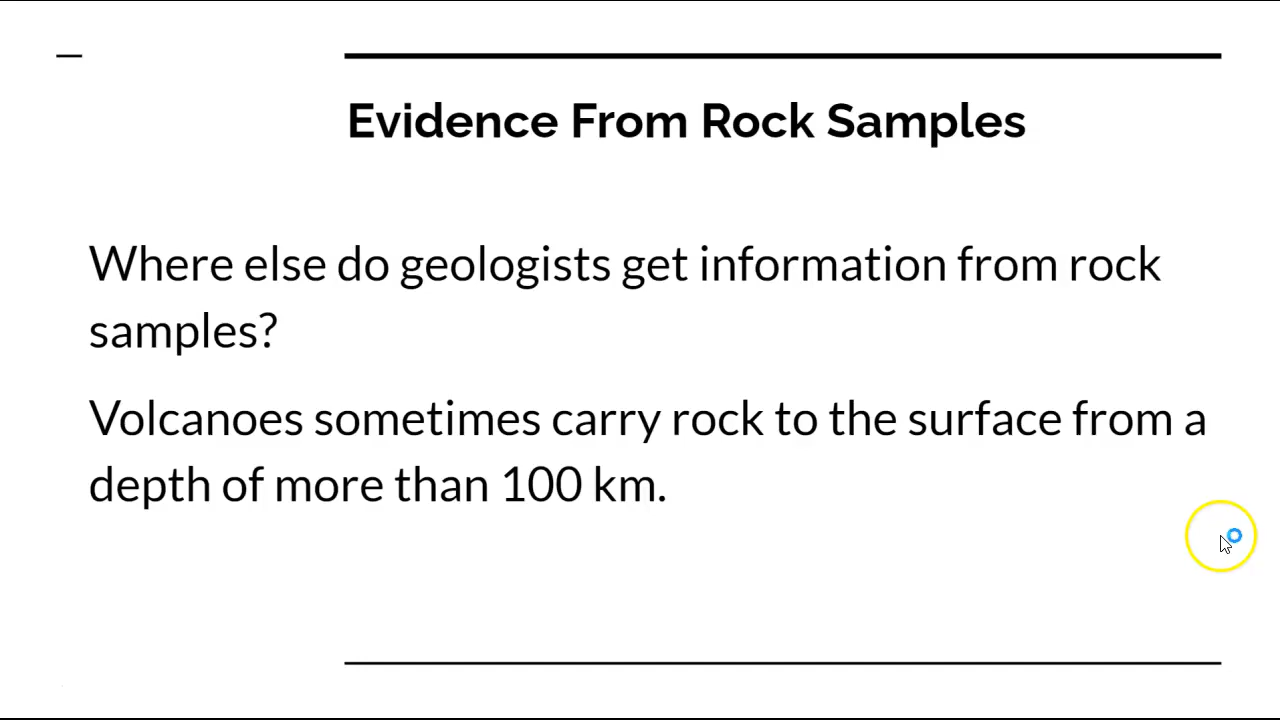 Evidence From Rock Samples
Where else do geologists get information from rock
samples?
Volcanoes sometimes carry rock to the surface from a
depth of more than 100 km.